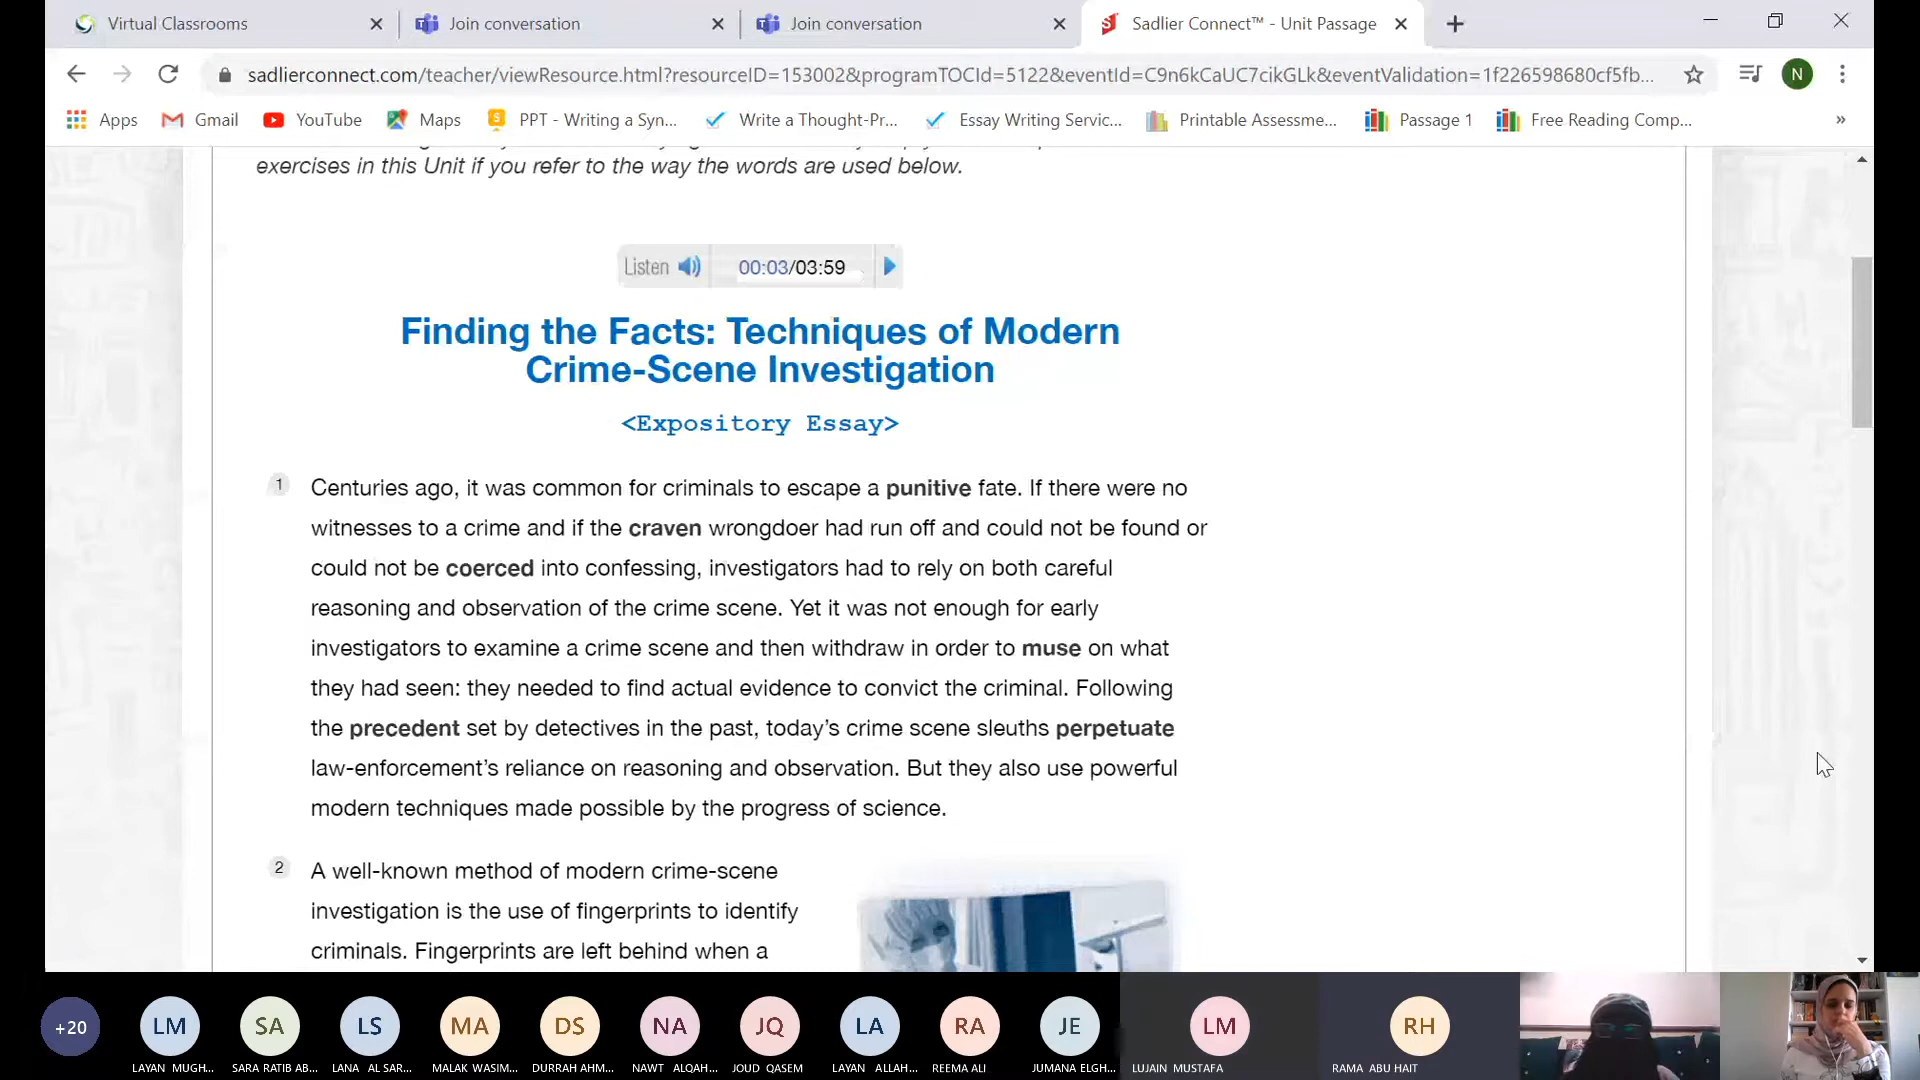 Virtual Classrooms
Join conversation
Join conversation
Sadlier Connect™ - Unit Passage
sadlierconnect.com/teacher/viewResource.html?resourceID=153002&programTOCId=5122&eventId=C9n6kCaUC7cikGLk&eventValidation=1f226598680cf5fb...
N
Apps
Gmail
YouTube
Maps
PPT - Writing a Syn...
Write a Thought-Pr...
Essay Writing Servic...
Printable Assessme...
Passage 1
Free Reading Comp...
»
exercises in this Unit if you refer to the way the words are used below.
Listen 00:03/03:59
Finding the Facts: Techniques of Modern
Crime-Scene Investigation
<Expository Essay>
1 Centuries ago, it was common for criminals to escape a punitive fate. If there were no
witnesses to a crime and if the craven wrongdoer had run off and could not be found or
could not be coerced into confessing, investigators had to rely on both careful
reasoning and observation of the crime scene. Yet it was not enough for early
investigators to examine a crime scene and then withdraw in order to muse on what
they had seen: they needed to find actual evidence to convict the criminal. Following
the precedent set by detectives in the past, today's crime scene sleuths perpetuate
law-enforcement's reliance on reasoning and observation. But they also use powerful
modern techniques made possible by the progress of science.
2 A well-known method of modern crime-scene
investigation is the use of fingerprints to identify
criminals. Fingerprints are left behind when a
+20
LM
SA
LS
MA
DS
NA
JQ
LA
RA
JE
LM
RH
LAYAN MUGH...
SARA RATIB AB...
LANA AL SAR...
MALAK WASIM...
DURRAH AHM...
NAWT ALQAH...
JOUD QASEM
LAYAN ALLAH...
REEMA ALI
JUMANA ELGH...
LUJAIN MUSTAFA
RAMA ABU HAIT